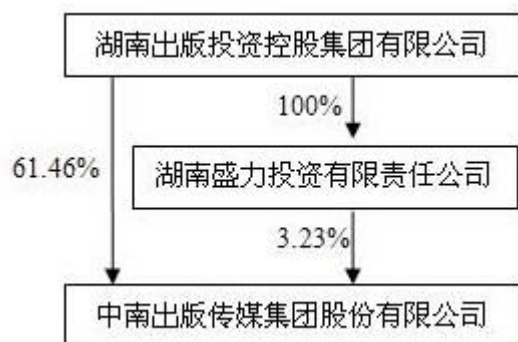 湖南出版投资控股集团有限公司
100%
61.46%
湖南盛力投资有限责任公司
3.23%
中南出版传媒集团股份有限公司